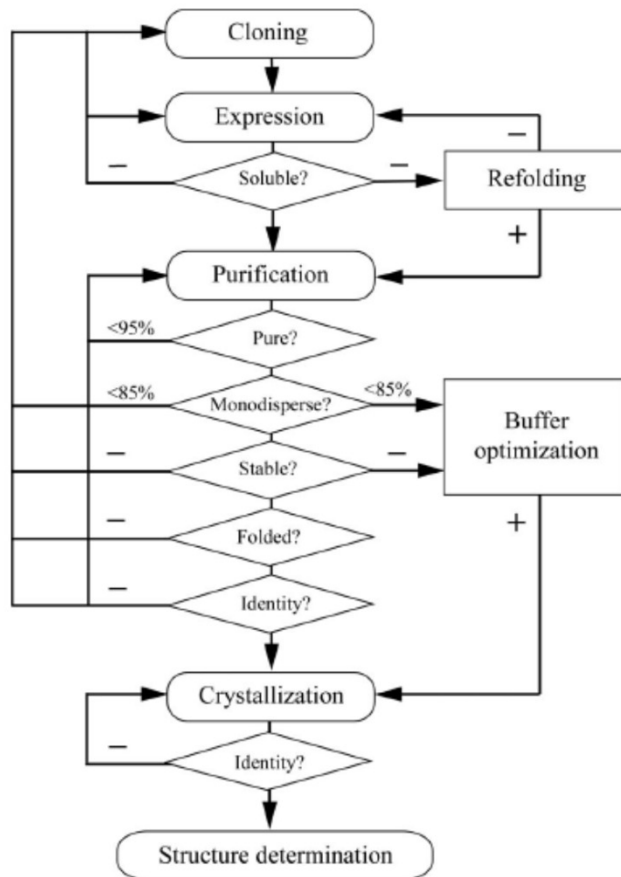 Cloning
Expression
−
Soluble?
−
−
Refolding
+
Purification
<95%
Pure?
<85%
Monodisperse?
<85%
Buffer
optimization
−
Stable?
−
+
−
Folded?
−
Identity?
Crystallization
−
Identity?
Structure determination